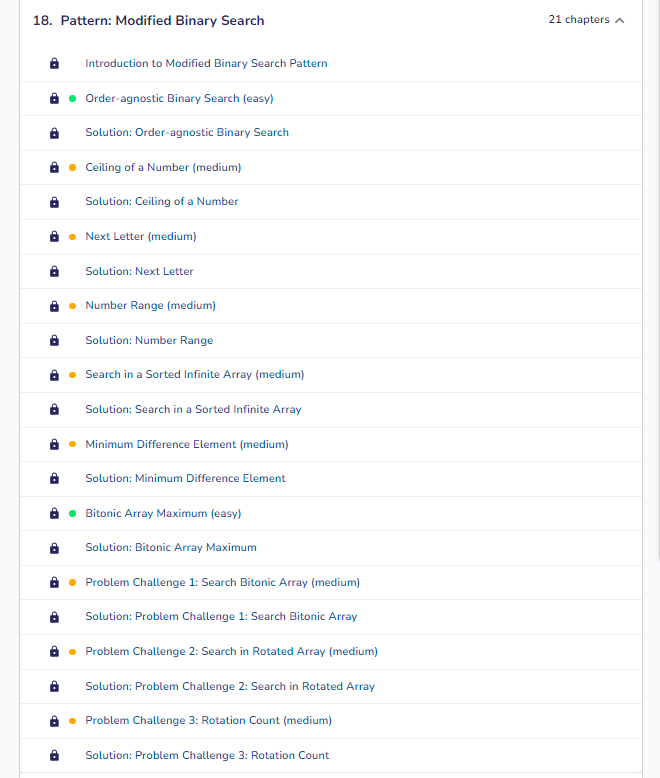 18. Pattern: Modified Binary Search 21 chapters
Introduction to Modified Binary Search Pattern
Order-agnostic Binary Search (easy)
Solution: Order-agnostic Binary Search
Ceiling of a Number (medium)
Solution: Ceiling of a Number
Next Letter (medium)
Solution: Next Letter
Number Range (medium)
Solution: Number Range
Search in a Sorted Infinite Array (medium)
Solution: Search in a Sorted Infinite Array
Minimum Difference Element (medium)
Solution: Minimum Difference Element
Bitonic Array Maximum (easy)
Solution: Bitonic Array Maximum
Problem Challenge 1: Search Bitonic Array (medium)
Solution: Problem Challenge 1: Search Bitonic Array
Problem Challenge 2: Search in Rotated Array (medium)
Solution: Problem Challenge 2: Search in Rotated Array
Problem Challenge 3: Rotation Count (medium)
Solution: Problem Challenge 3: Rotation Count